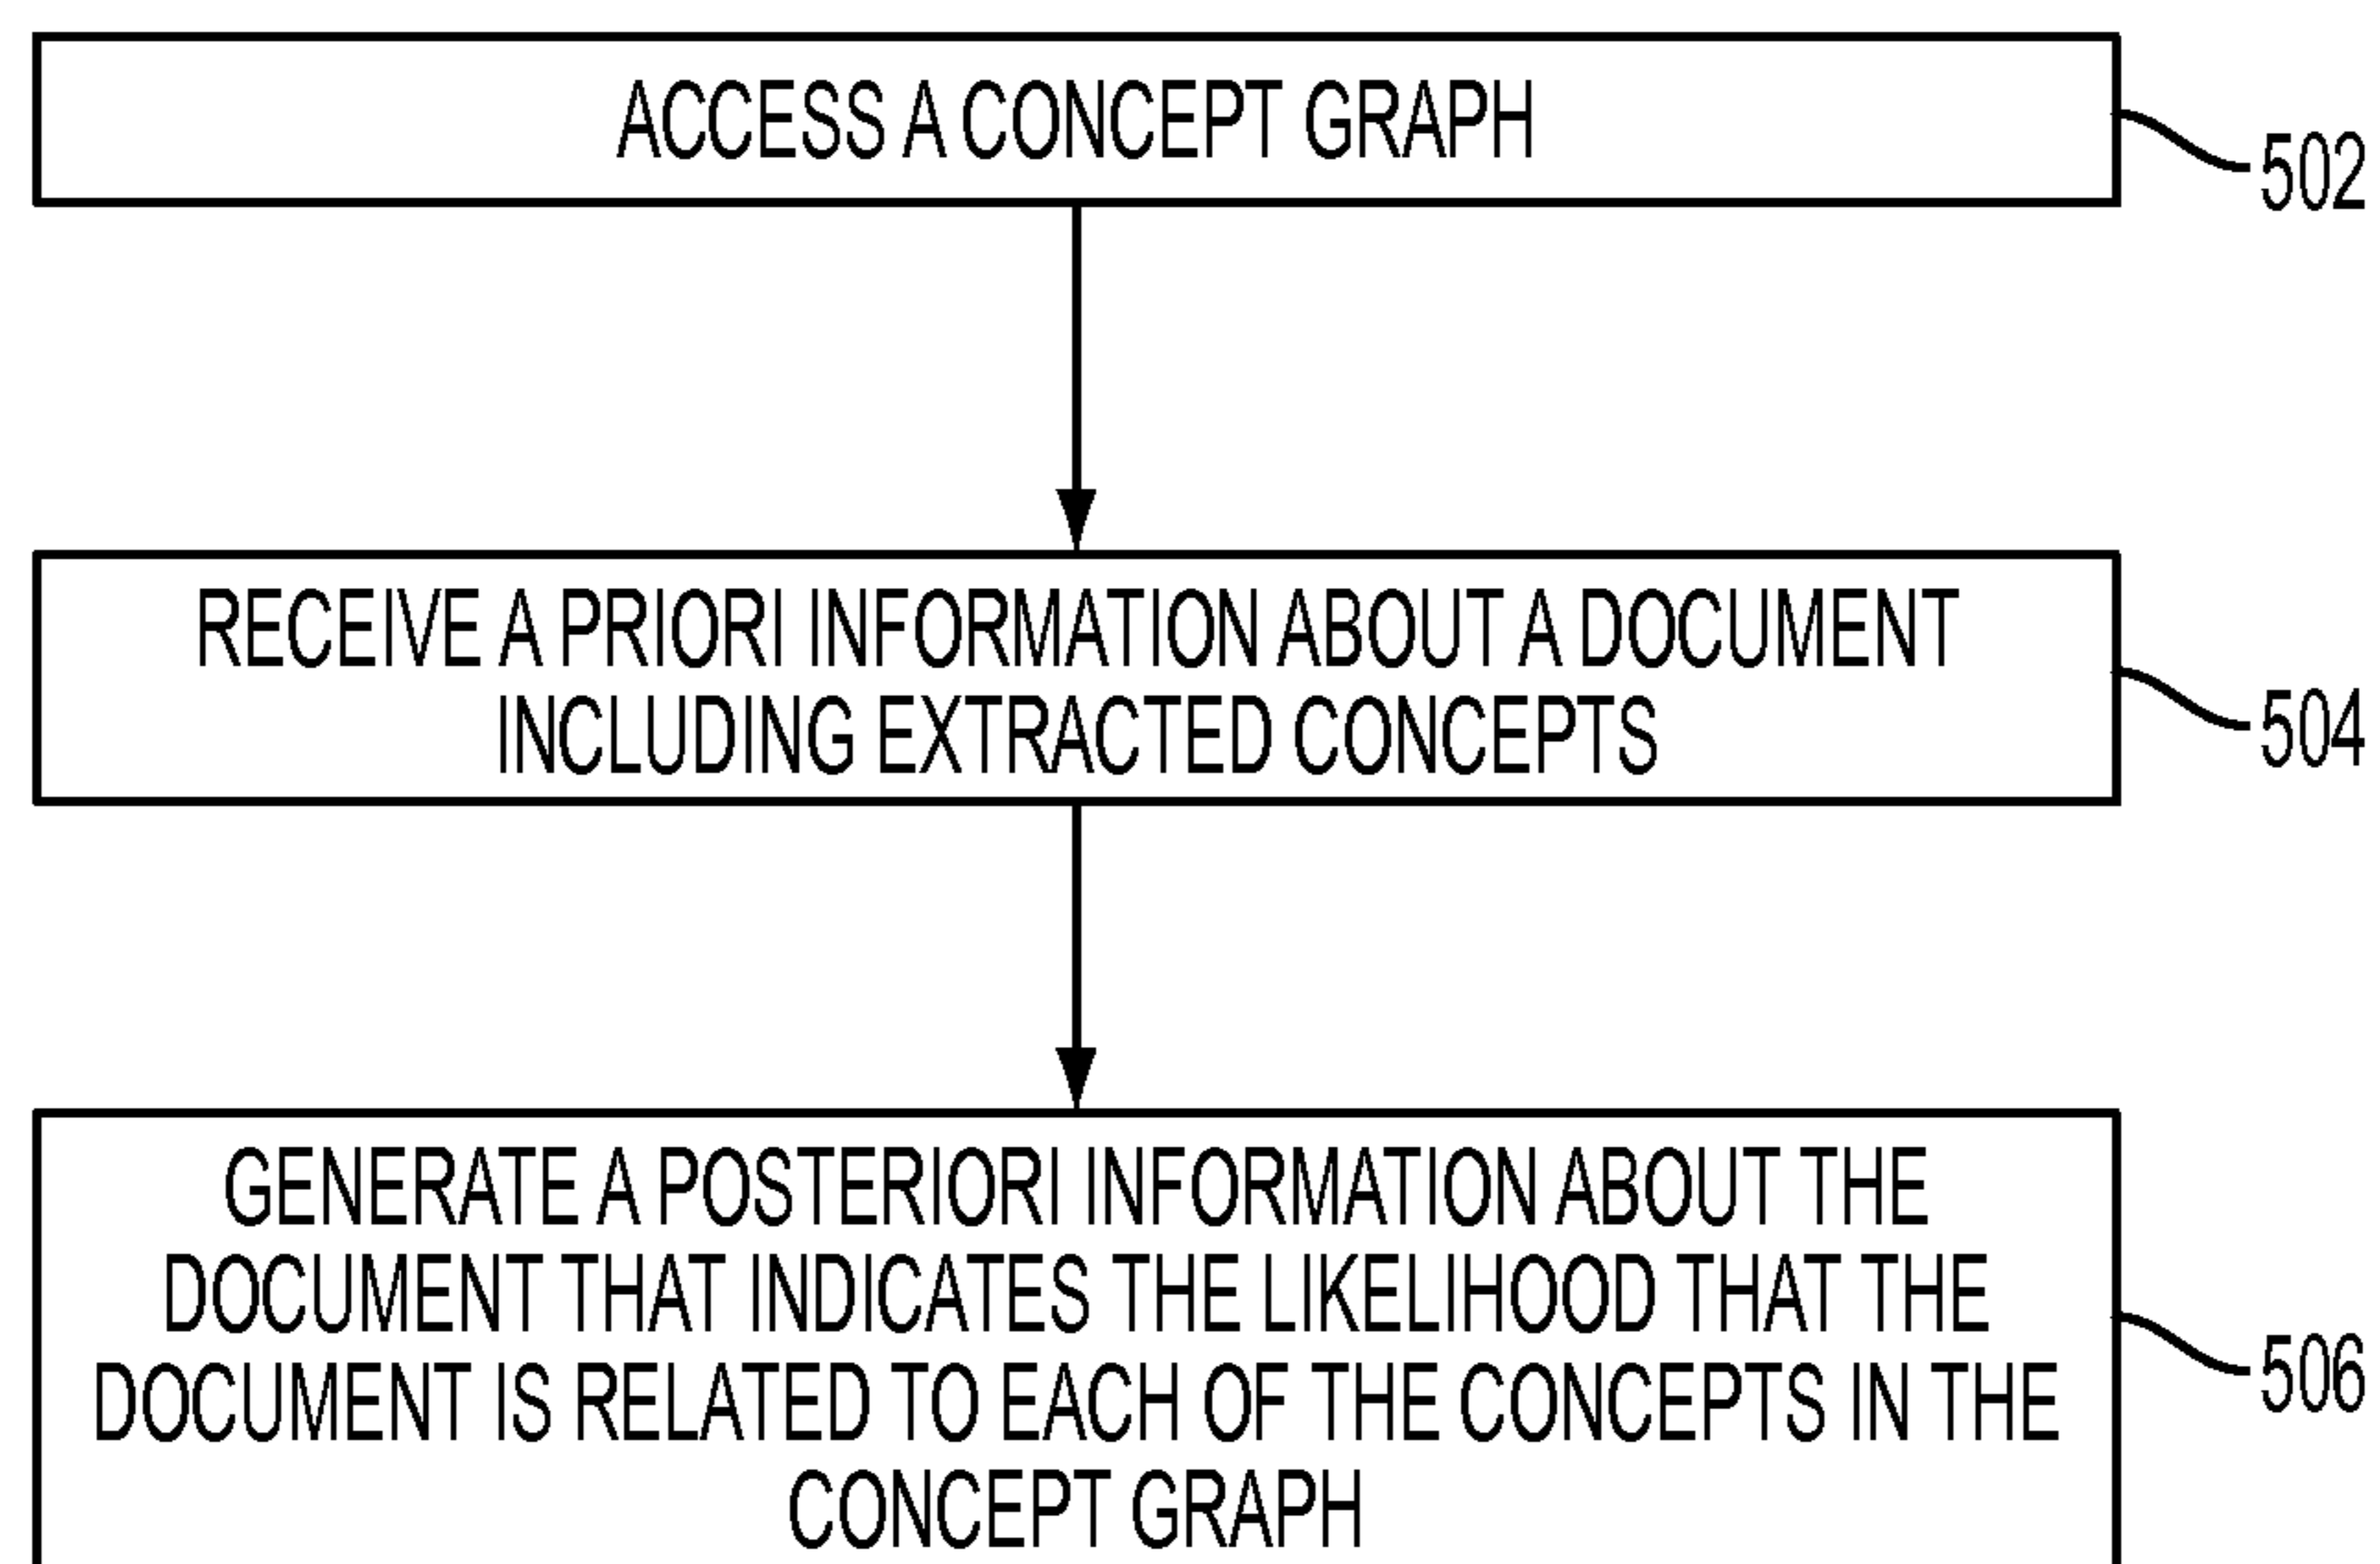 ACCESS A CONCEPT GRAPH
502
RECEIVE A PRIORI INFORMATION ABOUT A DOCUMENT
INCLUDING EXTRACTED CONCEPTS
504
GENERATE A POSTERIORI INFORMATION ABOUT THE
DOCUMENT THAT INDICATES THE LIKELIHOOD THAT THE
DOCUMENT IS RELATED TO EACH OF THE CONCEPTS IN THE
CONCEPT GRAPH
506